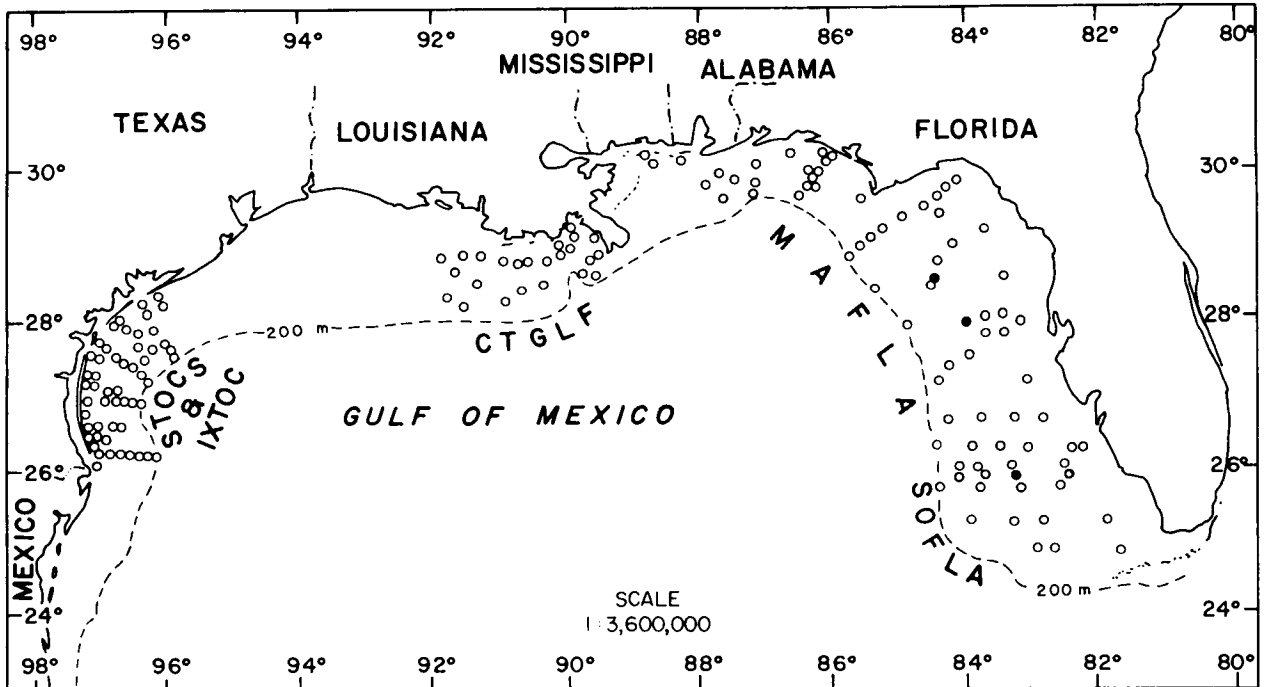 98° 96° 94° 92° 90° 88° 86° 84° 82° 80°
MISSISSIPPI ALABAMA
TEXAS LOUISIANA FLORIDA
30° 30°
MAFLA
28° 28°
200 m
CTGLF
STOCS
&
IXTOC
GULF OF MEXICO
26° 26°
SOFLA
MEXICO
200 m
SCALE
1:3,600,000
24° 24°
98° 96° 94° 92° 90° 88° 86° 84° 82° 80°